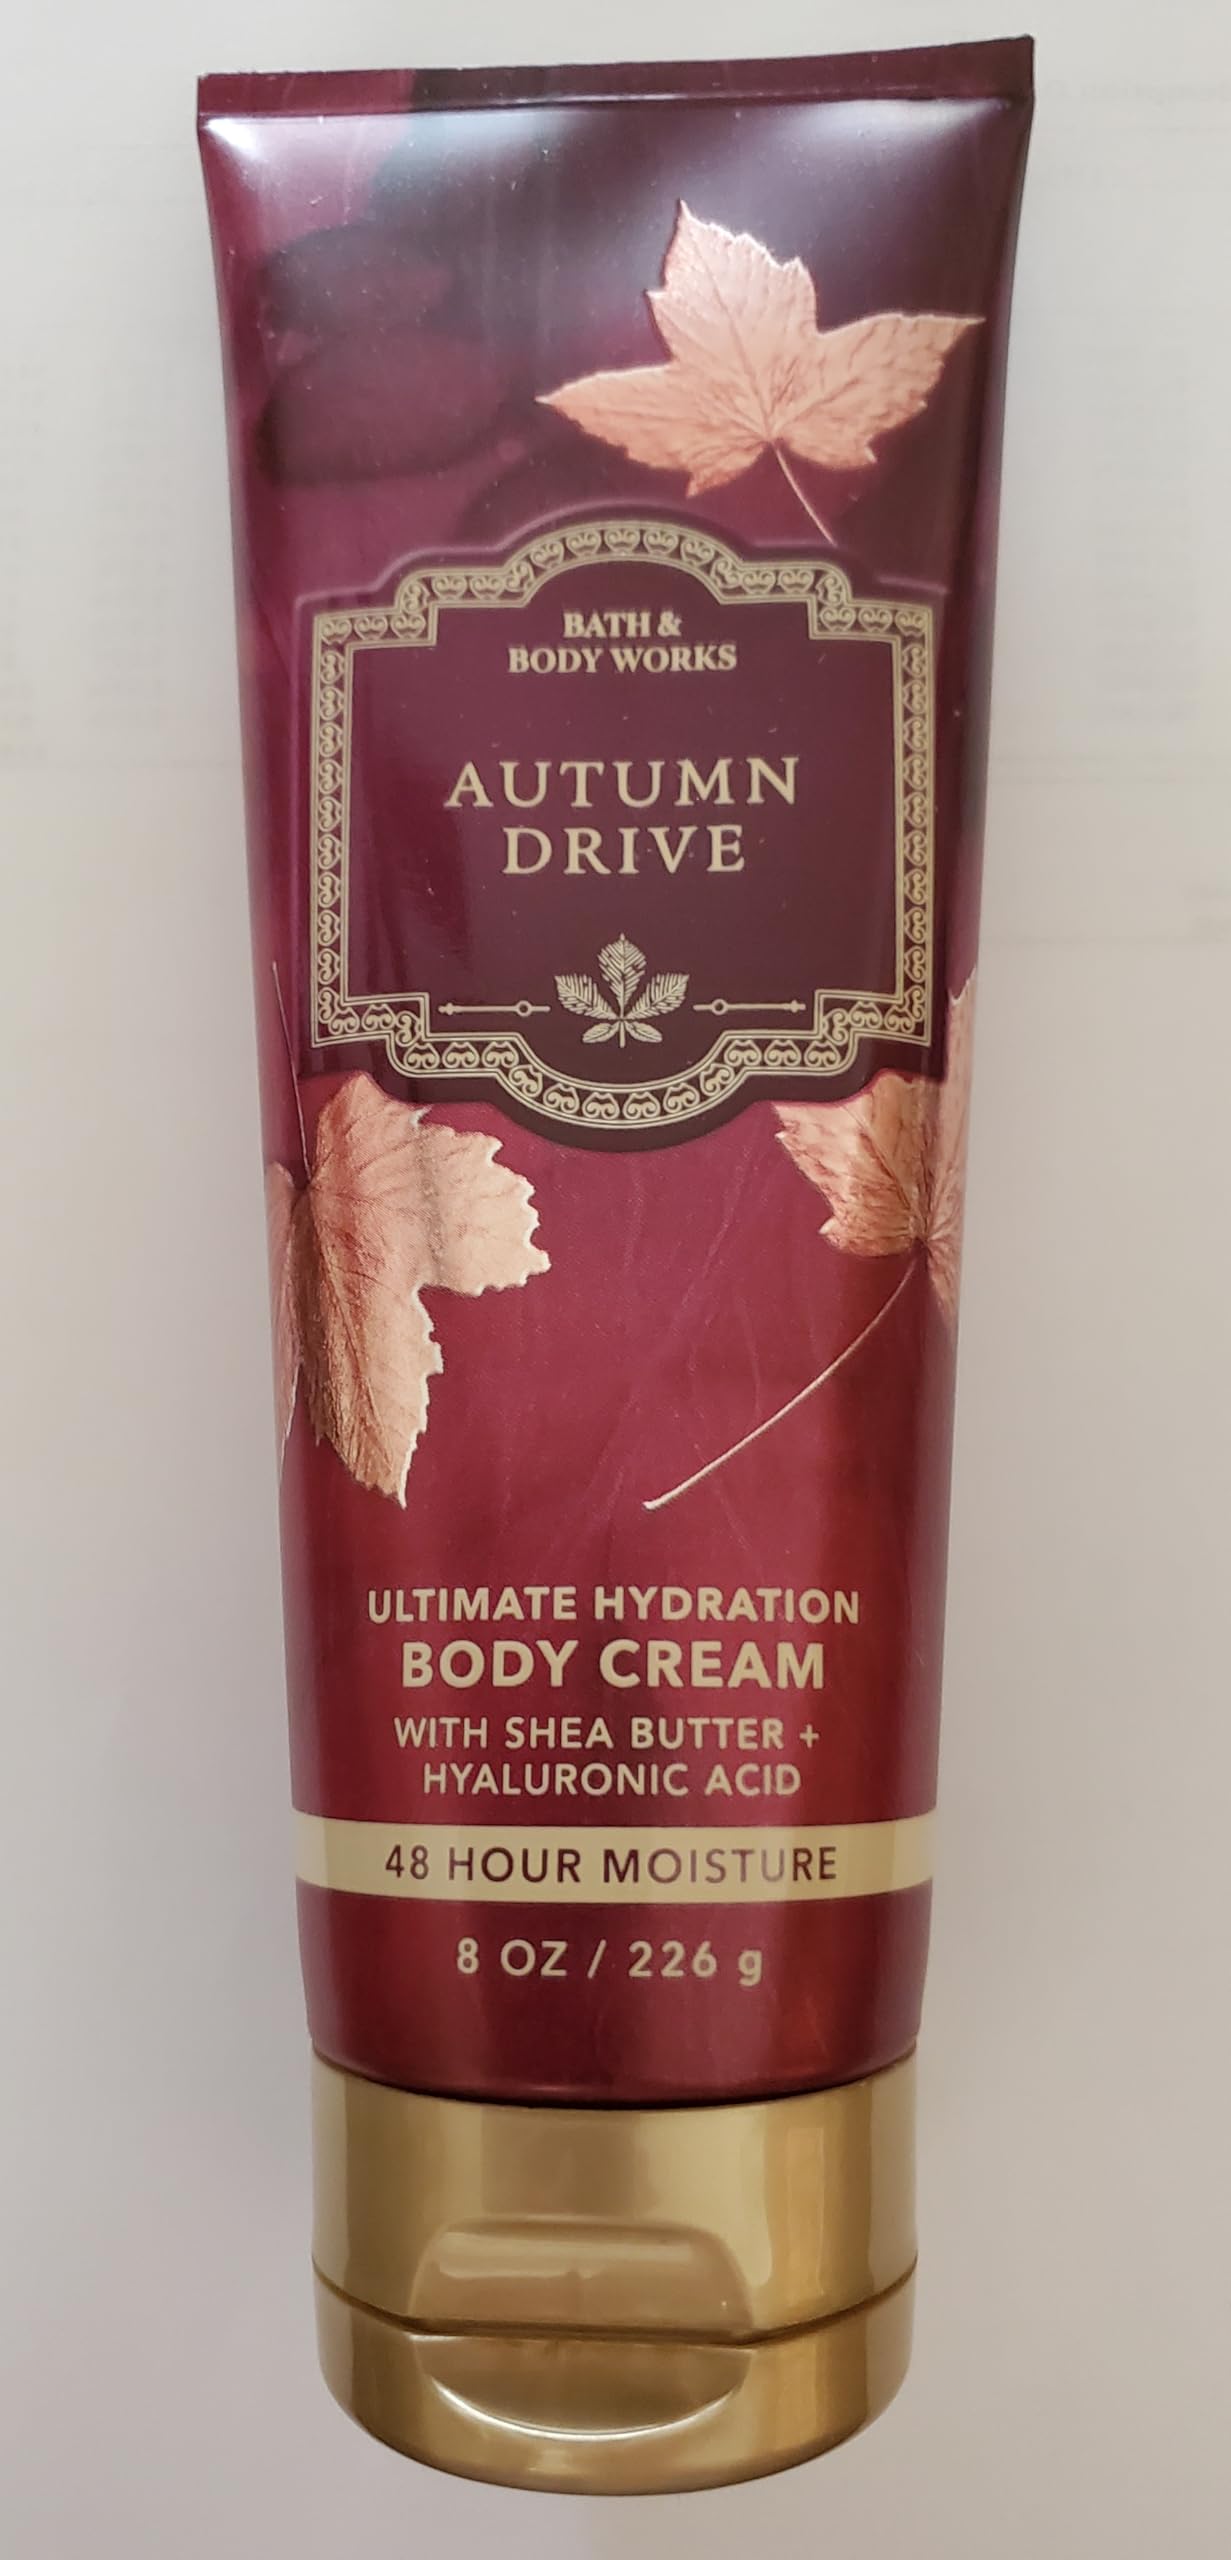 BATH &
BODY WORKS
AUTUMN
DRIVE
ULTIMATE HYDRATION
BODY CREAM
WITH SHEA BUTTER +
HYALURONIC ACID
48 HOUR MOISTURE
8 OZ / 226 g